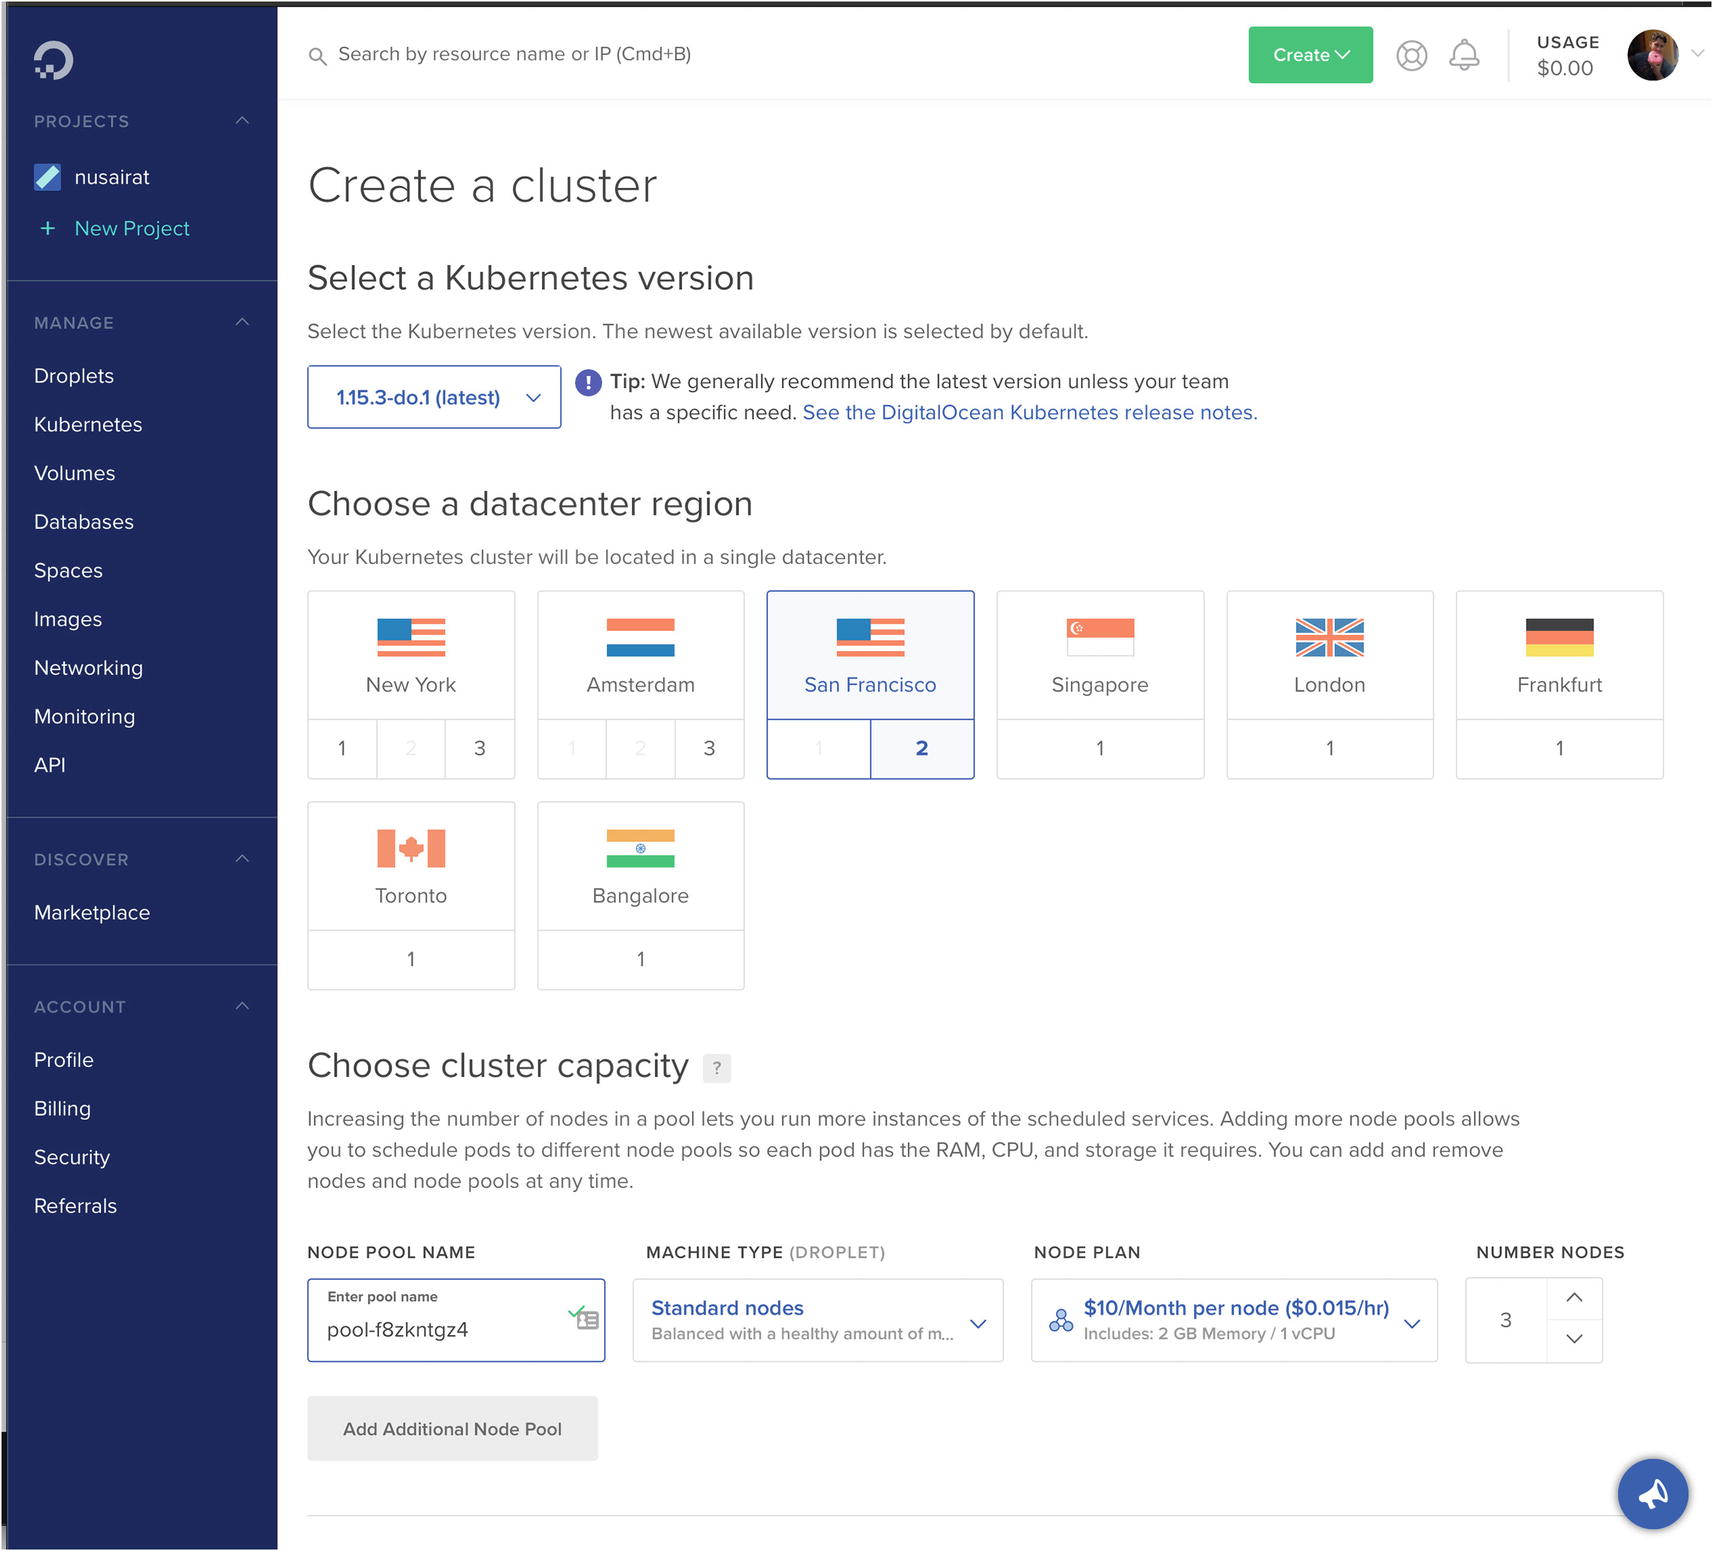 Search by resource name or IP (Cmd+B)
Create
USAGE
$0.00
PROJECTS
nusairat
+ New Project
MANAGE
Droplets
Kubernetes
Volumes
Databases
Spaces
Images
Networking
Monitoring
API
DISCOVER
Marketplace
ACCOUNT
Profile
Billing
Security
Referrals
Create a cluster
Select a Kubernetes version
Select the Kubernetes version. The newest available version is selected by default.
1.15.3-do.1 (latest)
! Tip: We generally recommend the latest version unless your team
has a specific need. See the DigitalOcean Kubernetes release notes.
Choose a datacenter region
Your Kubernetes cluster will be located in a single datacenter.
New York
1 2 3
Amsterdam
1 2 3
San Francisco
1 2
Singapore
1
London
1
Frankfurt
1
Toronto
1
Bangalore
1
Choose cluster capacity ?
Increasing the number of nodes in a pool lets you run more instances of the scheduled services. Adding more node pools allows
you to schedule pods to different node pools so each pod has the RAM, CPU, and storage it requires. You can add and remove
nodes and node pools at any time.
NODE POOL NAME
Enter pool name
pool-f8zkntgz4
MACHINE TYPE (DROPLET)
Standard nodes
Balanced with a healthy amount of m...
NODE PLAN
$10/Month per node ($0.015/hr)
Includes: 2 GB Memory / 1 vCPU
NUMBER NODES
3
Add Additional Node Pool